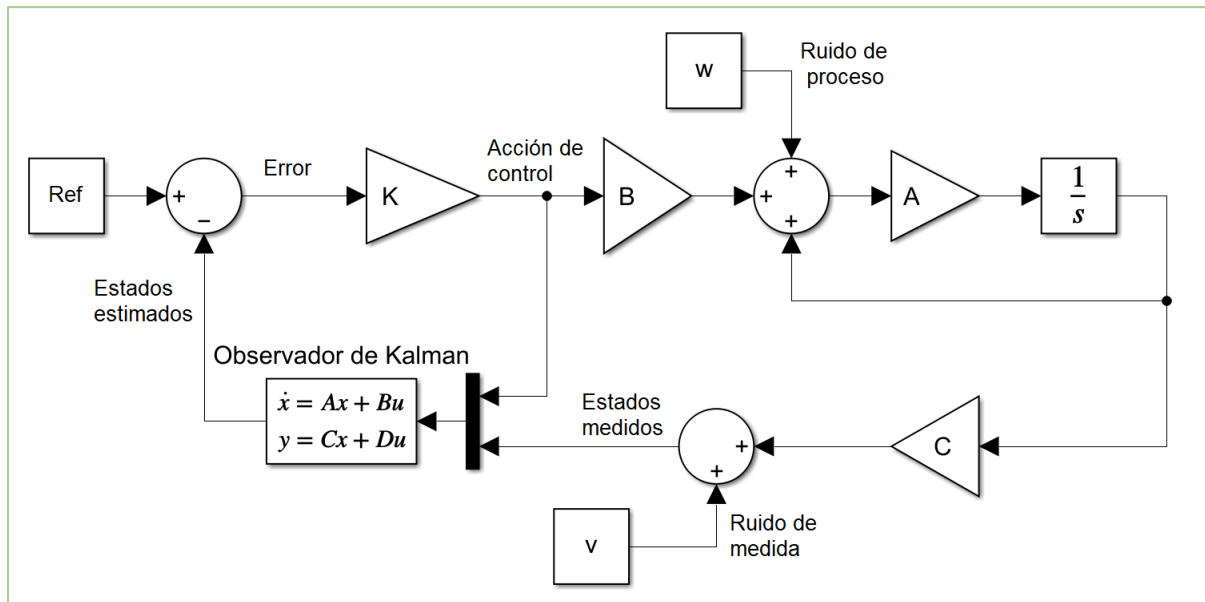 w
Ruido de
proceso
Ref
+
−
Error
K
Acción de
control
B
+
+
+
A
1
s
Estados
estimados
Observador de Kalman
ẋ = Ax + Bu
y = Cx + Du
Estados
medidos
+
+
C
v
Ruido de
medida